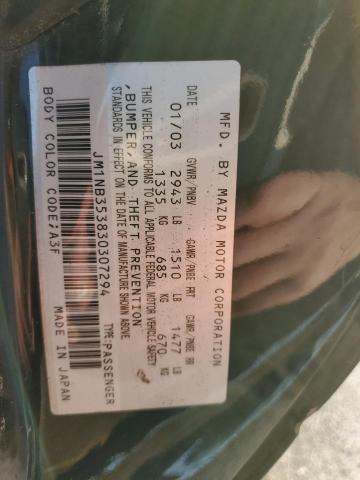 MFD. BY MAZDA MOTOR CORPORATION
DATE GVWR/PNBV GAWR/PNBE FRT GAWR/PNBE RR
01/03 2943 LB 1510 LB 1477 LB
1335 KG 685 KG 670 KG
THIS VEHICLE CONFORMS TO ALL APPLICABLE FEDERAL MOTOR VEHICLE SAFETY
,BUMPER,AND THEFT PREVENTION
STANDARDS IN EFFECT ON THE DATE OF MANUFACTURE SHOWN ABOVE.
JM1NB353830307294 TYPE:PASSENGER
BODY COLOR CODE;A3F MADE IN JAPAN